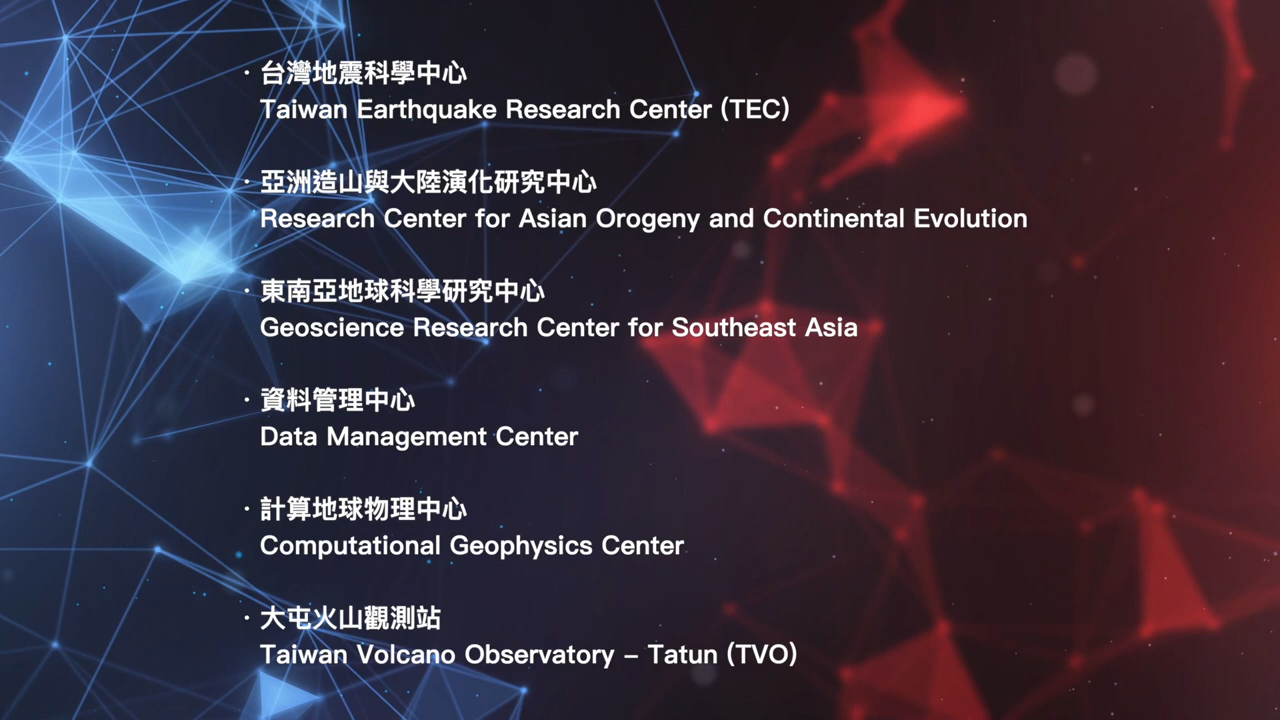 · 台灣地震科學中心
Taiwan Earthquake Research Center (TEC)
· 亞洲造山與大陸演化研究中心
Research Center for Asian Orogeny and Continental Evolution
· 東南亞地球科學研究中心
Geoscience Research Center for Southeast Asia
· 資料管理中心
Data Management Center
· 計算地球物理中心
Computational Geophysics Center
· 大屯火山觀測站
Taiwan Volcano Observatory – Tatun (TVO)